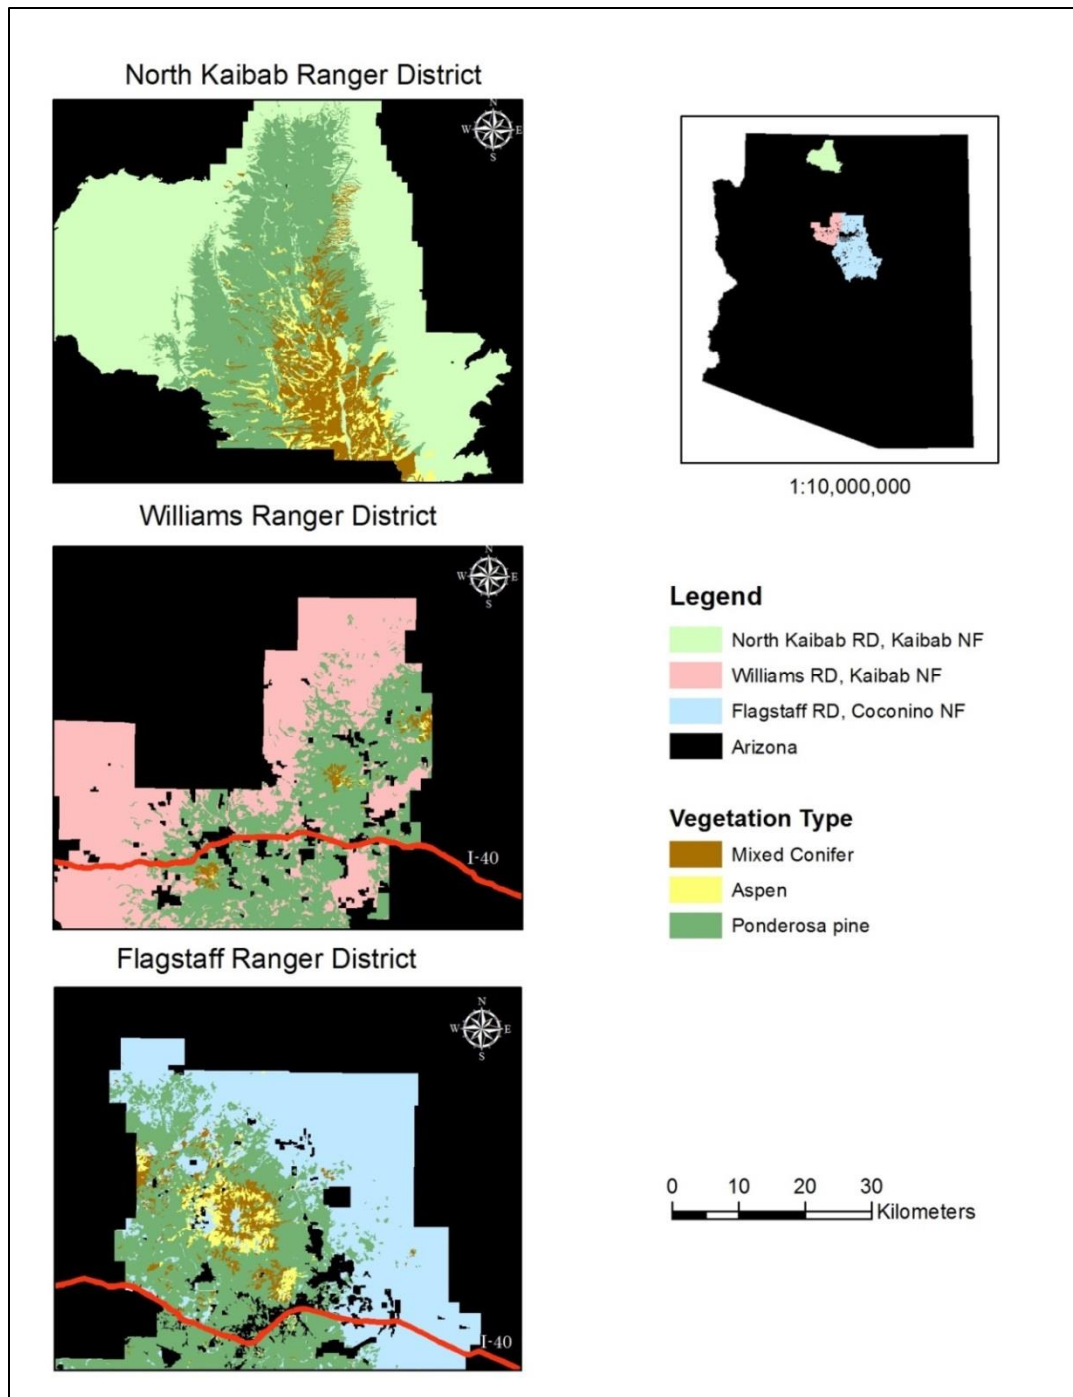 North Kaibab Ranger District
N
W E
S
1:10,000,000
Williams Ranger District
N
W E
S
I-40
Legend
North Kaibab RD, Kaibab NF
Williams RD, Kaibab NF
Flagstaff RD, Coconino NF
Arizona
Vegetation Type
Mixed Conifer
Aspen
Ponderosa pine
Flagstaff Ranger District
N
W E
S
I-40
0 10 20 30
Kilometers